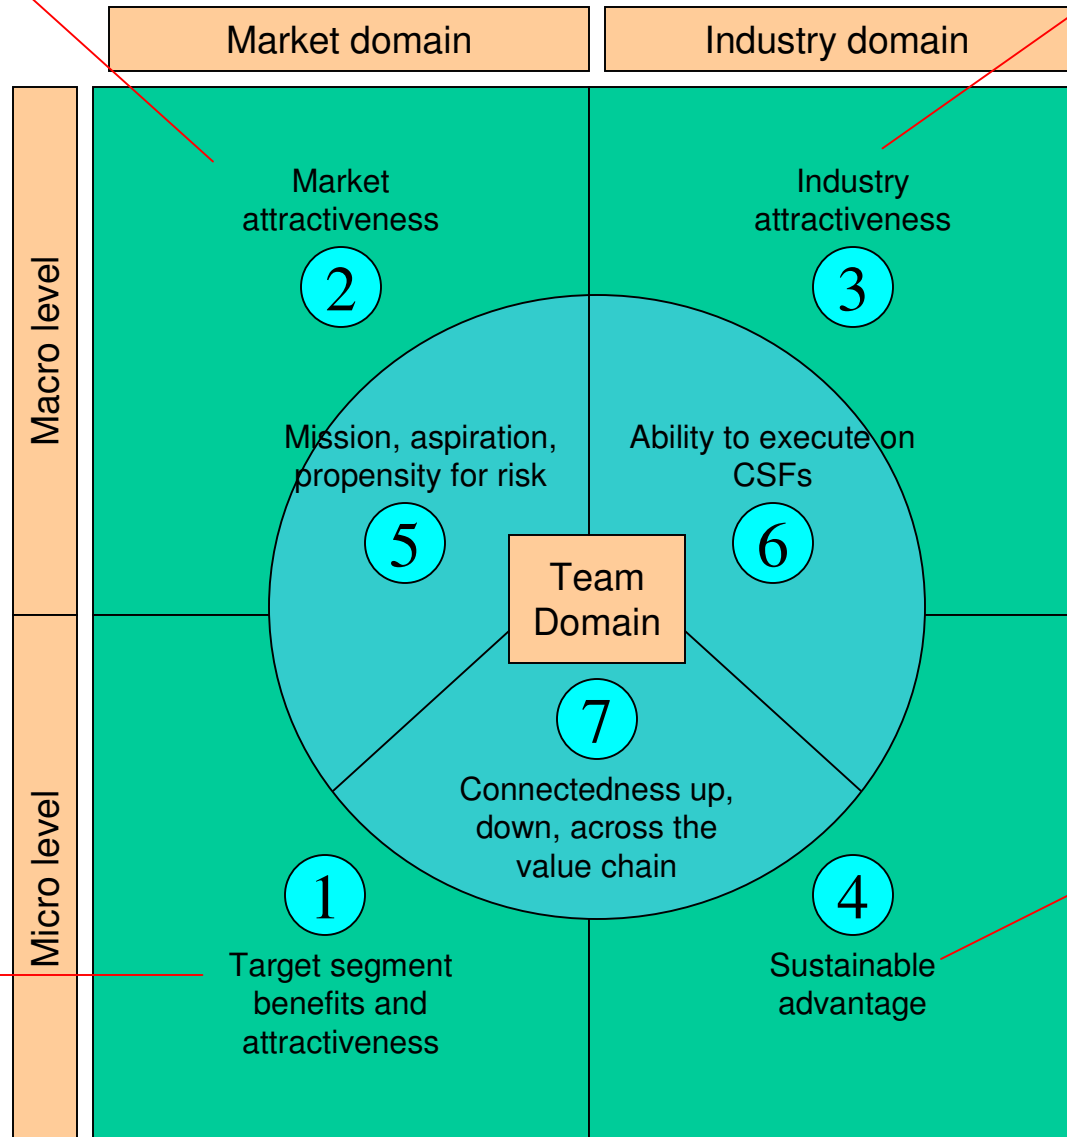 Market domain
Industry domain
Macro level
Market
attractiveness
2
Industry
attractiveness
3
Mission, aspiration,
propensity for risk
5
Ability to execute on
CSFs
6
Team
Domain
7
Connectedness up,
down, across the
value chain
Micro level
1
Target segment
benefits and
attractiveness
4
Sustainable
advantage